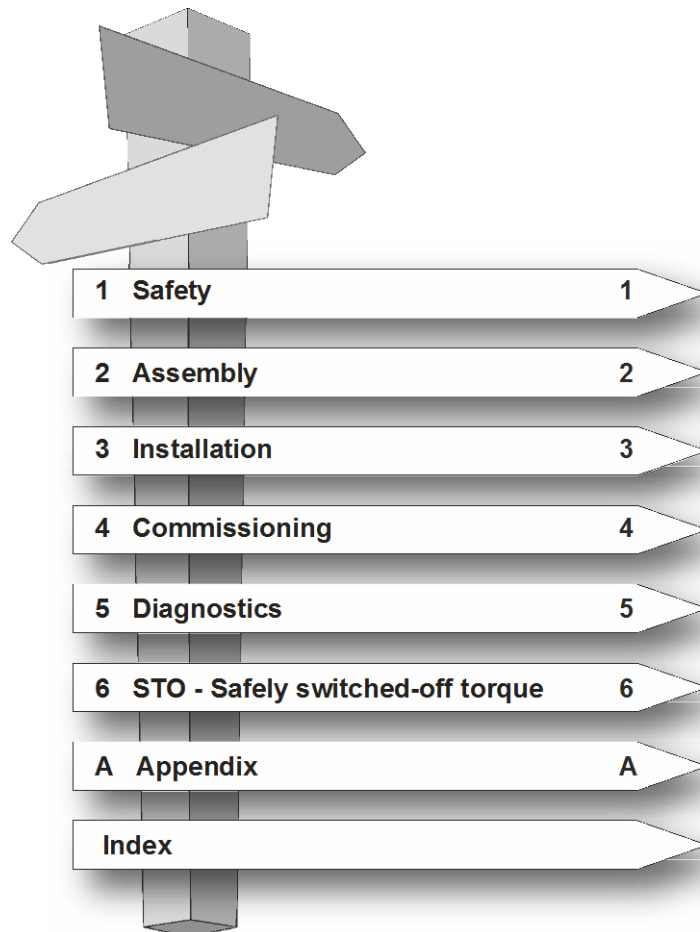 1 Safety 1
2 Assembly 2
3 Installation 3
4 Commissioning 4
5 Diagnostics 5
6 STO - Safely switched-off torque 6
A Appendix A
Index